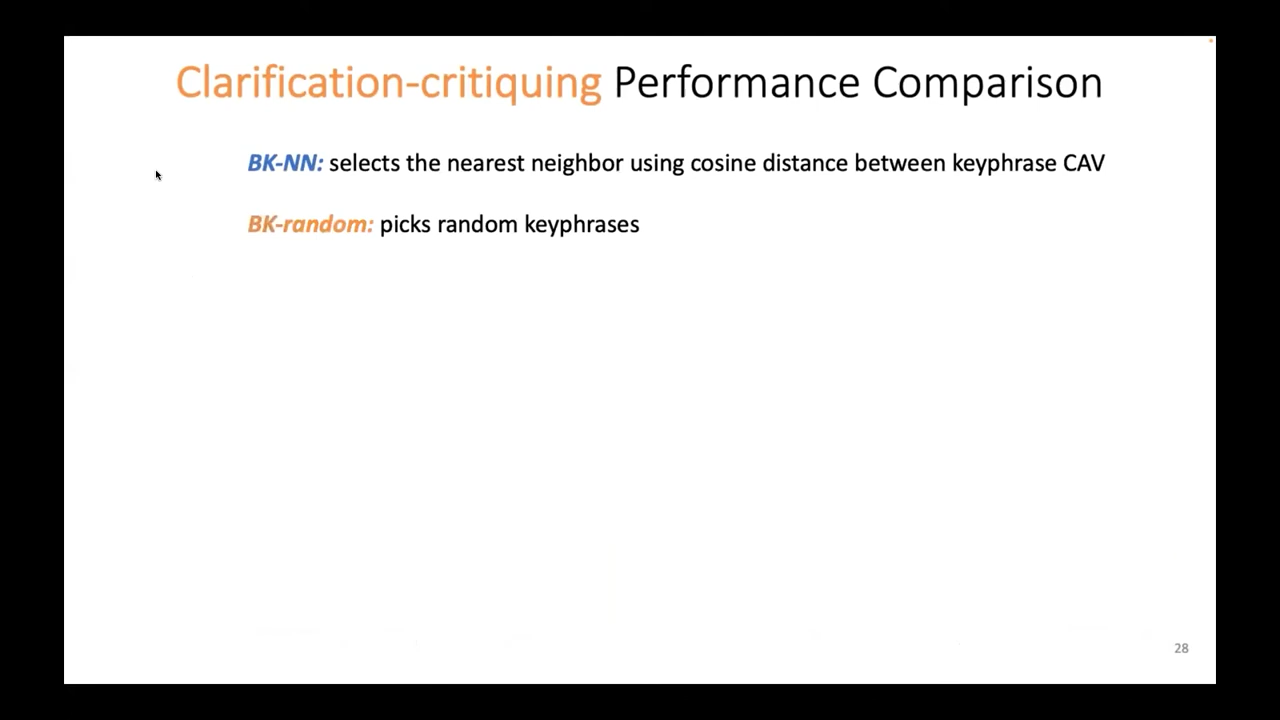 Clarification-critiquing Performance Comparison
BK-NN: selects the nearest neighbor using cosine distance between keyphrase CAV
BK-random: picks random keyphrases
28